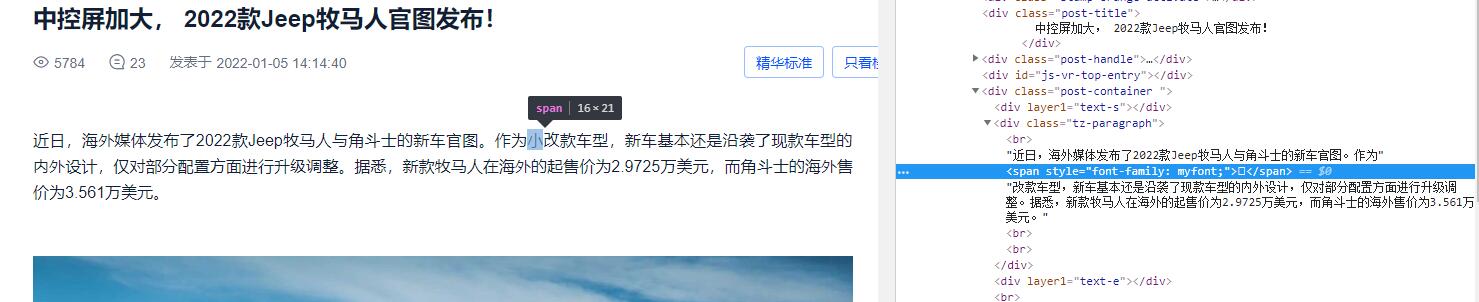 中控屏加大， 2022款Jeep牧马人官图发布！
5784 23 发表于 2022-01-05 14:14:40
精华标准 只看楼
span 16×21
近日，海外媒体发布了2022款Jeep牧马人与角斗士的新车官图。作为小改款车型，新车基本还是沿袭了现款车型的
内外设计，仅对部分配置方面进行升级调整。据悉，新款牧马人在海外的起售价为2.9725万美元，而角斗士的海外售
价为3.561万美元。
<div class="post-title">
中控屏加大， 2022款Jeep牧马人官图发布！
</div>
<div class="post-handle">…</div>
<div id="js-vr-top-entry"></div>
<div class="post-container ">
<div layer1="text-s"></div>
<div class="tz-paragraph">
<br>
"近日，海外媒体发布了2022款Jeep牧马人与角斗士的新车官图。作为"
<span style="font-family: myfont;">□</span> == $0
"改款车型，新车基本还是沿袭了现款车型的内外设计，仅对部分配置方面进行升级调
整。据悉，新款牧马人在海外的起售价为2.9725万美元，而角斗士的海外售价为3.561万
美元。"
<br>
<br>
</div>
<div layer1="text-e"></div>
<br>